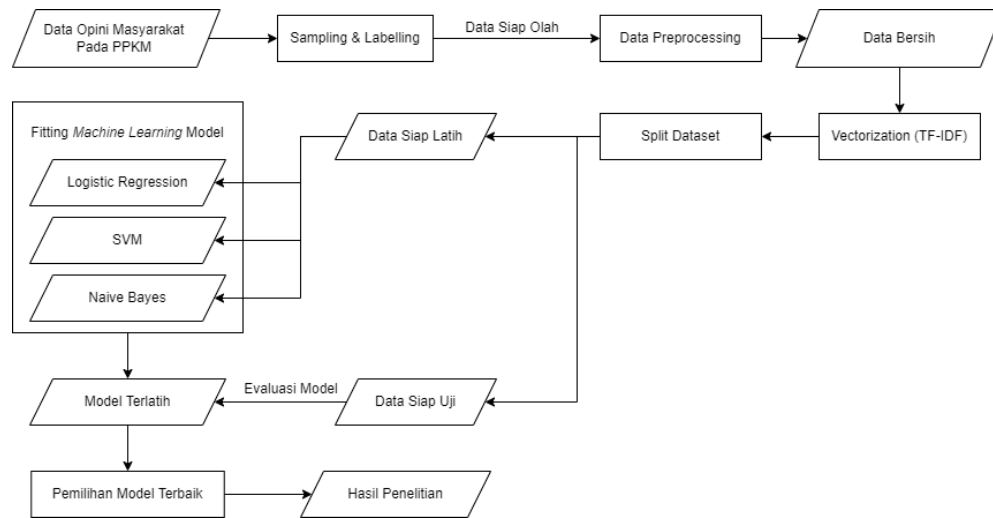 Data Opini Masyarakat
Pada PPKM
Sampling & Labelling
Data Siap Olah
Data Preprocessing
Data Bersih
Fitting Machine Learning Model
Data Siap Latih
Split Dataset
Vectorization (TF-IDF)
Logistic Regression
SVM
Naive Bayes
Model Terlatih
Evaluasi Model
Data Siap Uji
Pemilihan Model Terbaik
Hasil Penelitian